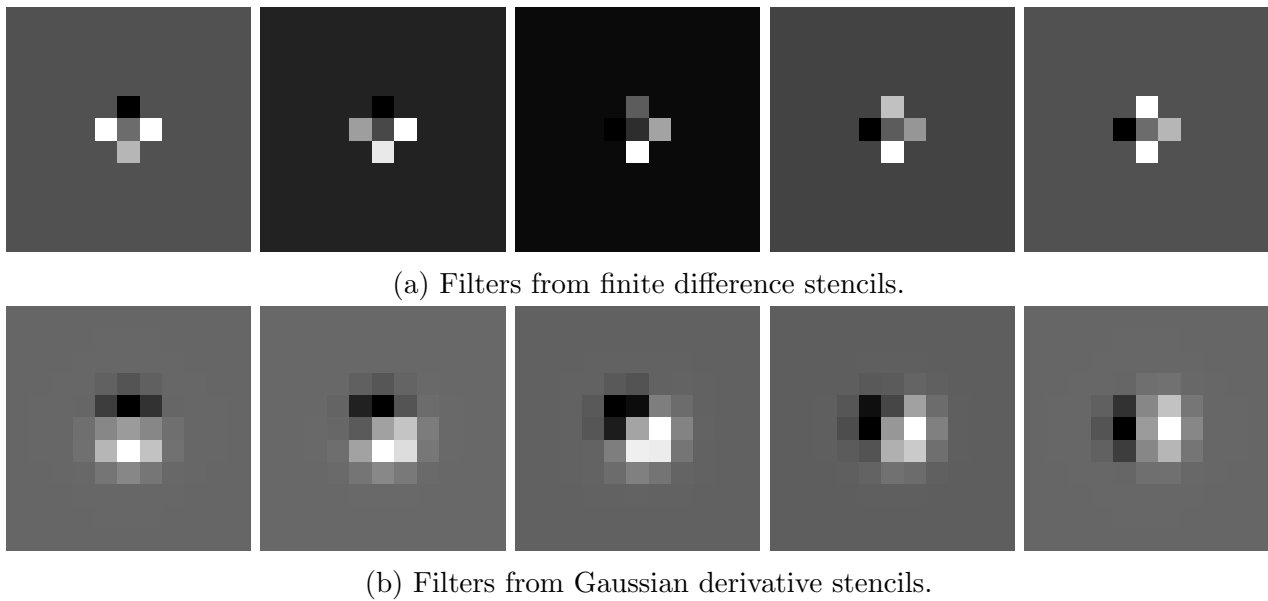 (a) Filters from finite difference stencils.
(b) Filters from Gaussian derivative stencils.